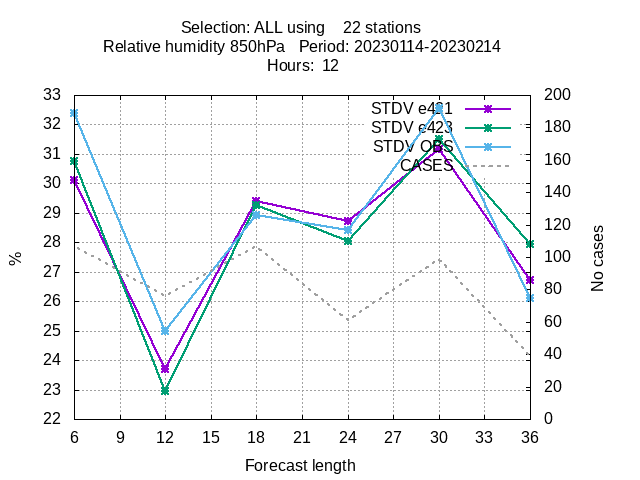 Selection: ALL using    22 stations
Relative humidity 850hPa   Period: 20230114-20230214
Hours:  12
STDV e411
STDV e423
STDV OBS
CASES
33
32
31
30
29
28
27
26
25
24
23
22
200
180
160
140
120
100
80
60
40
20
0
%
No cases
6 9 12 15 18 21 24 27 30 33 36
Forecast length